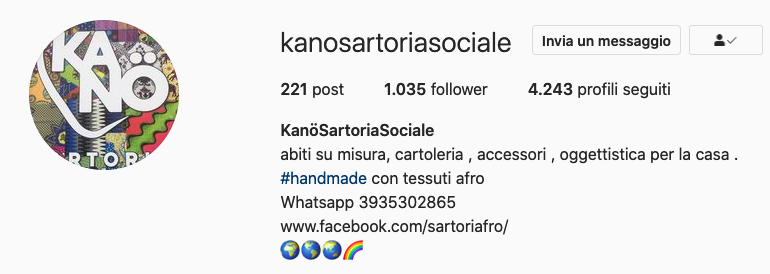 KANÖ
SARTORI
kanosartoriasociale Invia un messaggio
221 post 1.035 follower 4.243 profili seguiti
KanöSartoriaSociale
abiti su misura, cartoleria , accessori , oggettistica per la casa .
#handmade con tessuti afro
Whatsapp 3935302865
www.facebook.com/sartoriafro/
🌍🌎🌏🌈